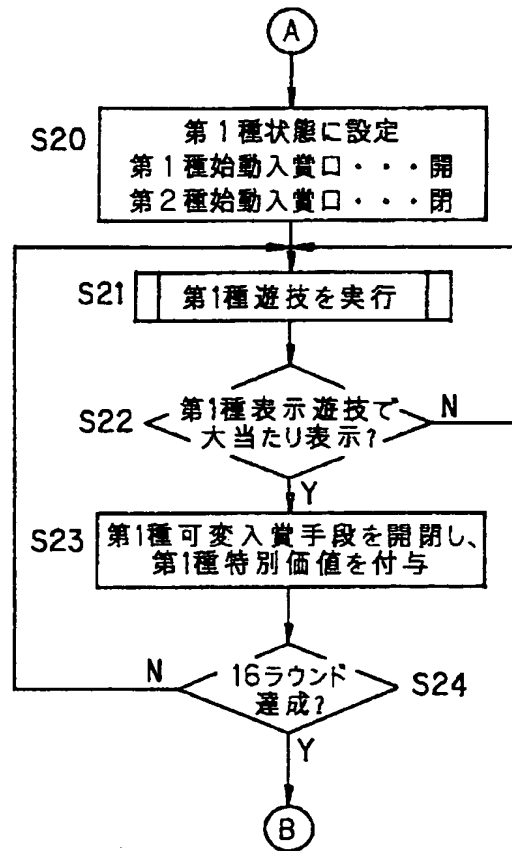 A
S20
第1種状態に設定
第1種始動入賞口・・・開
第2種始動入賞口・・・閉
S21
第1種遊技を実行
S22
第1種表示遊技で
大当たり表示?
N
Y
S23
第1種可変入賞手段を開閉し、
第1種特別価値を付与
N
16ラウンド
達成?
S24
Y
B